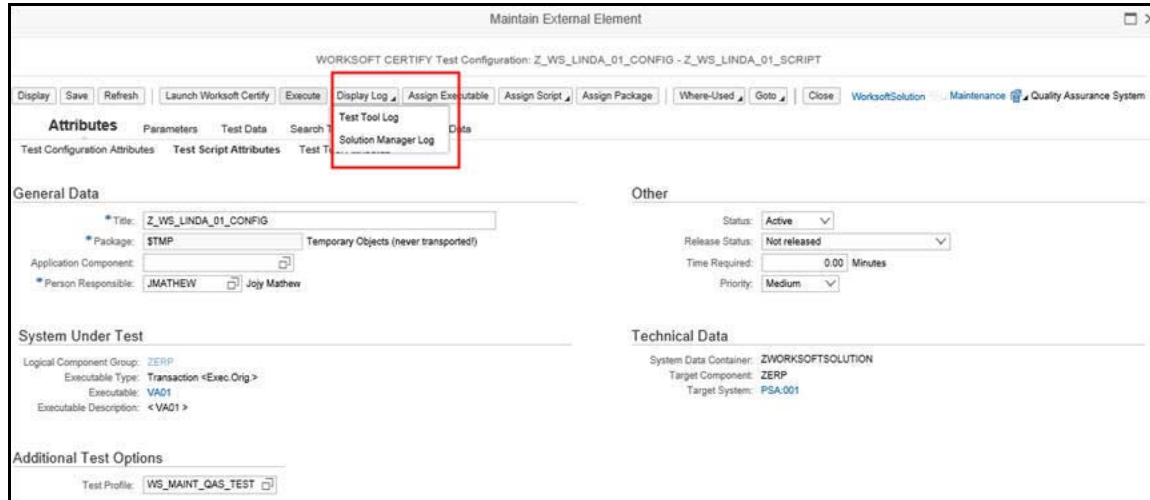 Maintain External Element
WORKSOFT CERTIFY Test Configuration: Z_WS_LINDA_01_CONFIG - Z_WS_LINDA_01_SCRIPT
Display Save Refresh Launch Worksoft Certify Execute Display Log Assign Executable Assign Script Assign Package Where-Used Goto Close WorksoftSolution Maintenance Quality Assurance System
Test Tool Log
Solution Manager Log
Attributes Parameters Test Data Search T Data
Test Configuration Attributes Test Script Attributes Test
General Data
*Title: Z_WS_LINDA_01_CONFIG
*Package: $TMP Temporary Objects (never transported!)
Application Component:
*Person Responsible: JMATHEW Jojy Mathew
Other
Status: Active
Release Status: Not released
Time Required: 0.00 Minutes
Priority: Medium
System Under Test
Logical Component Group: ZERP
Executable Type: Transaction <Exec.Orig.>
Executable: VA01
Executable Description: < VA01 >
Technical Data
System Data Container: ZWORKSOFTSOLUTION
Target Component: ZERP
Target System: PSA:001
Additional Test Options
Test Profile: WS_MAINT_QAS_TEST